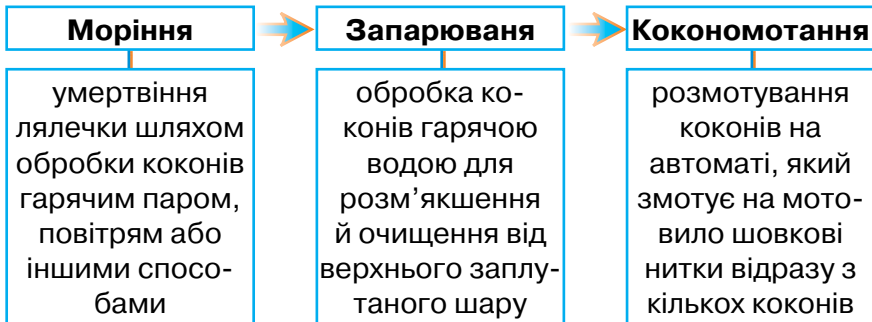 Моріння
умертвіння
лялечки шляхом
обробки коконів
гарячим паром,
повітрям або
іншими спосо-
бами
Запарюваня
обробка ко-
конів гарячою
водою для
розм’якшення
й очищення від
верхнього заплу-
таного шару
Кокономотання
розмотування
коконів на
автоматі, який
змотує на мото-
вило шовкові
нитки відразу з
кількох коконів